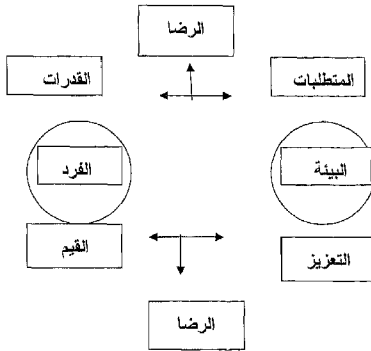 الرضا
المتطلبات
القدرات
البيئة
الفرد
التعزيز
القيم
الرضا